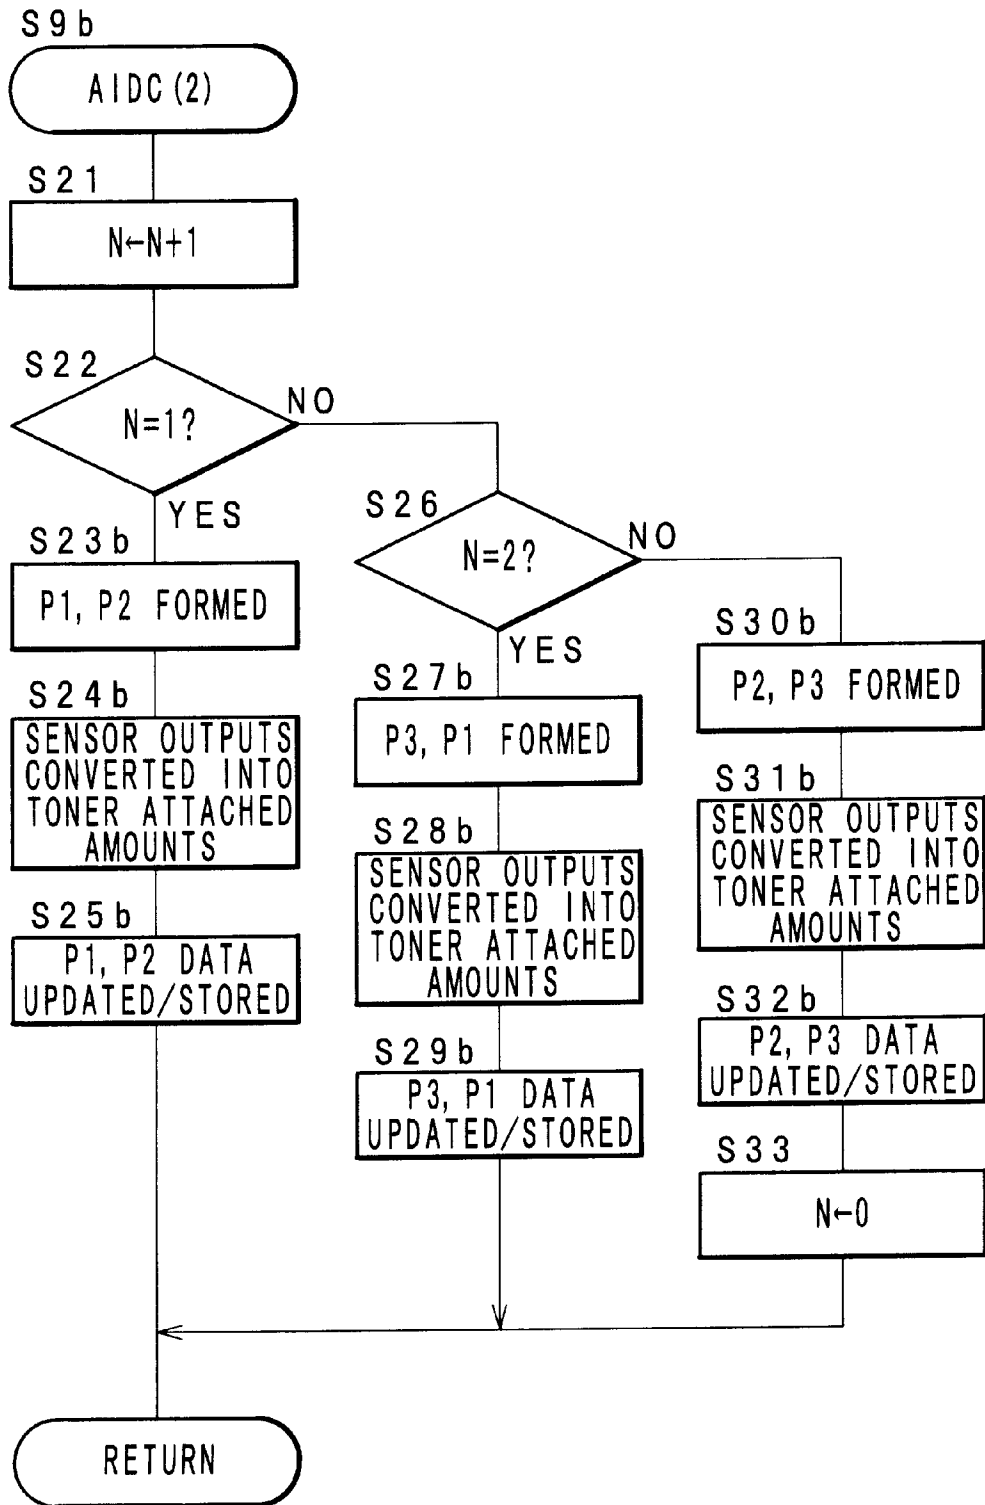 S9b
AIDC(2)
S21
N←N+1
S22
N=1?
NO
YES
S23b
P1, P2 FORMED
S24b
SENSOR OUTPUTS
CONVERTED INTO
TONER ATTACHED
AMOUNTS
S25b
P1, P2 DATA
UPDATED/STORED
S26
N=2?
NO
YES
S27b
P3, P1 FORMED
S28b
SENSOR OUTPUTS
CONVERTED INTO
TONER ATTACHED
AMOUNTS
S29b
P3, P1 DATA
UPDATED/STORED
S30b
P2, P3 FORMED
S31b
SENSOR OUTPUTS
CONVERTED INTO
TONER ATTACHED
AMOUNTS
S32b
P2, P3 DATA
UPDATED/STORED
S33
N←0
RETURN